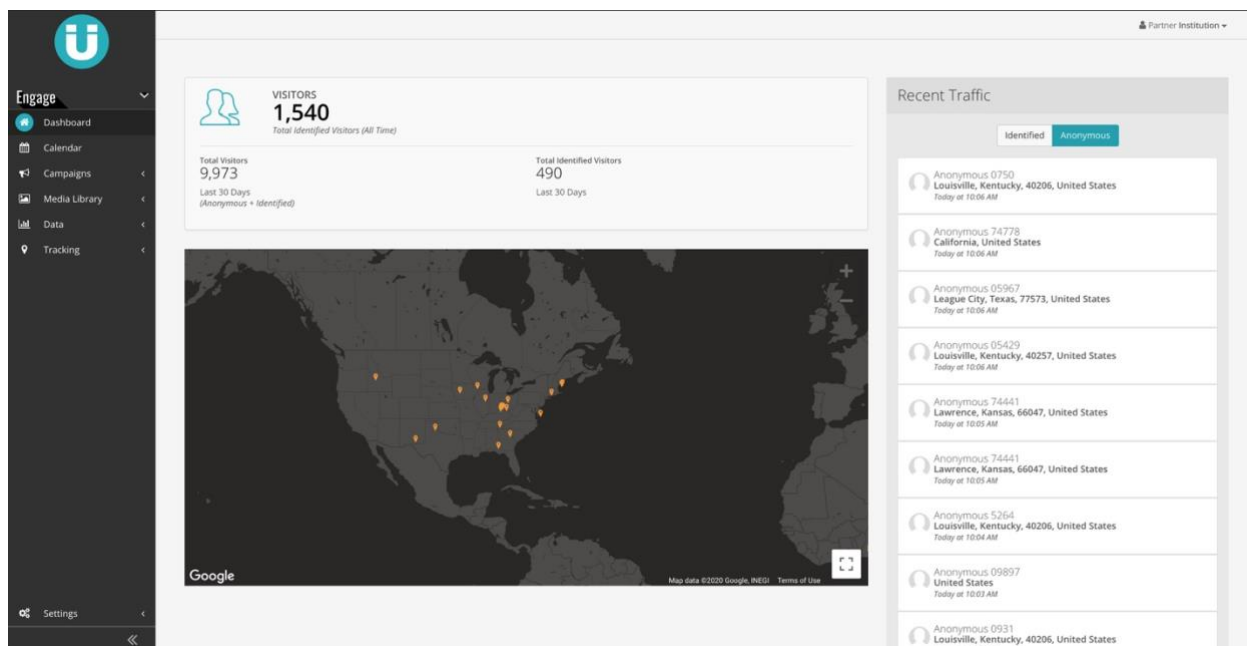 Partner Institution
Engage
Dashboard
Calendar
Campaigns
Media Library
Data
Tracking
Settings
VISITORS
1,540
Total Identified Visitors (All Time)
Total Visitors
9,973
Last 30 Days
(Anonymous + Identified)
Total Identified Visitors
490
Last 30 Days
Google
Map data ©2020 Google, INEGI Terms of Use
Recent Traffic
Identified Anonymous
Anonymous 0750
Louisville, Kentucky, 40206, United States
Today at 10:06 AM
Anonymous 74778
California, United States
Today at 10:06 AM
Anonymous 05967
League City, Texas, 77573, United States
Today at 10:06 AM
Anonymous 05429
Louisville, Kentucky, 40257, United States
Today at 10:06 AM
Anonymous 74441
Lawrence, Kansas, 66047, United States
Today at 10:05 AM
Anonymous 74441
Lawrence, Kansas, 66047, United States
Today at 10:05 AM
Anonymous 5264
Louisville, Kentucky, 40206, United States
Today at 10:04 AM
Anonymous 09897
United States
Today at 10:03 AM
Anonymous 0931
Louisville, Kentucky, 40206, United States